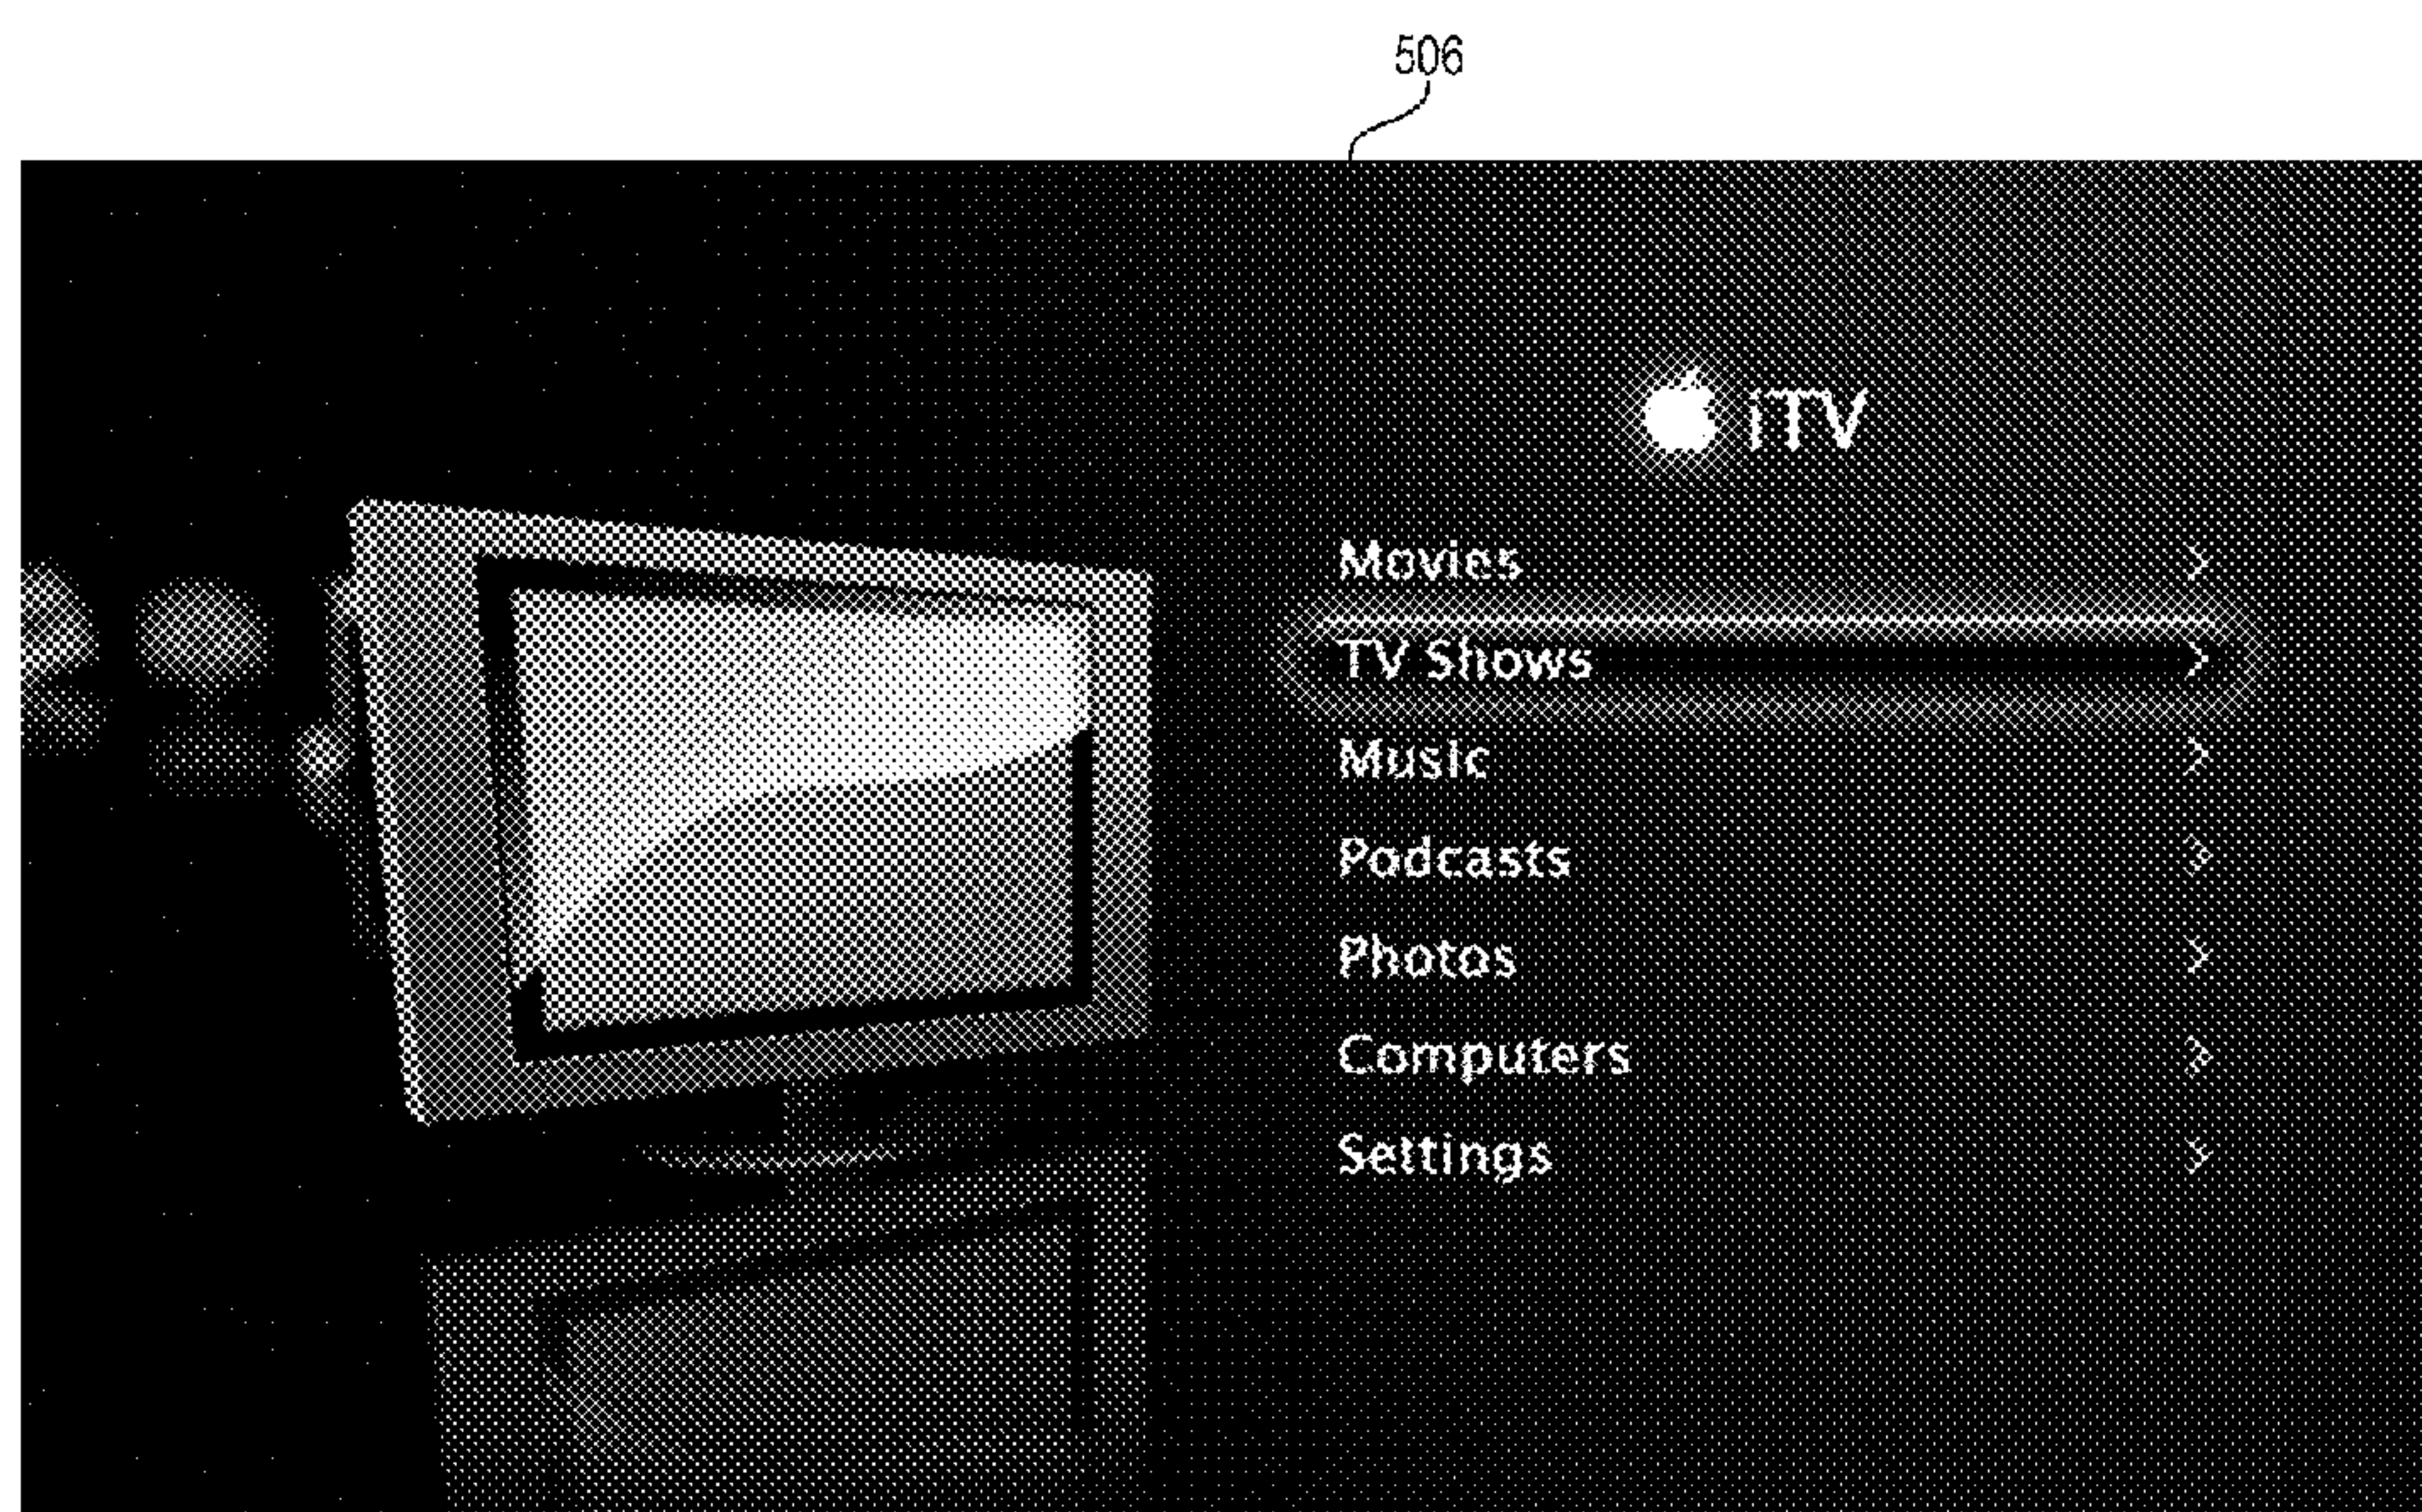 506
iTV
Movies
TV Shows
Music
Podcasts
Photos
Computers
Settings